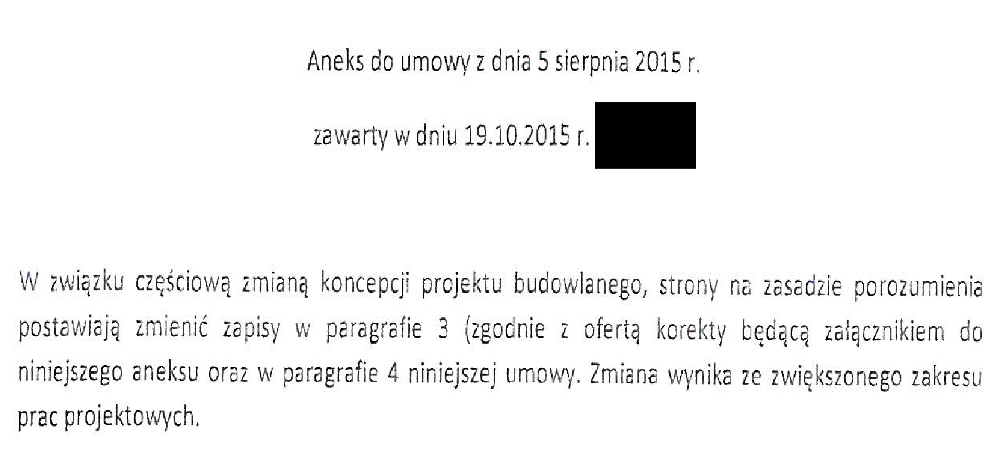 Aneks do umowy z dnia 5 sierpnia 2015 r.
zawarty w dniu 19.10.2015 r.
W związku częściową zmianą koncepcji projektu budowlanego, strony na zasadzie porozumienia
postawiają zmienić zapisy w paragrafie 3 (zgodnie z ofertą korekty będącą załącznikiem do
niniejszego aneksu oraz w paragrafie 4 niniejszej umowy. Zmiana wynika ze zwiększonego zakresu
prac projektowych.